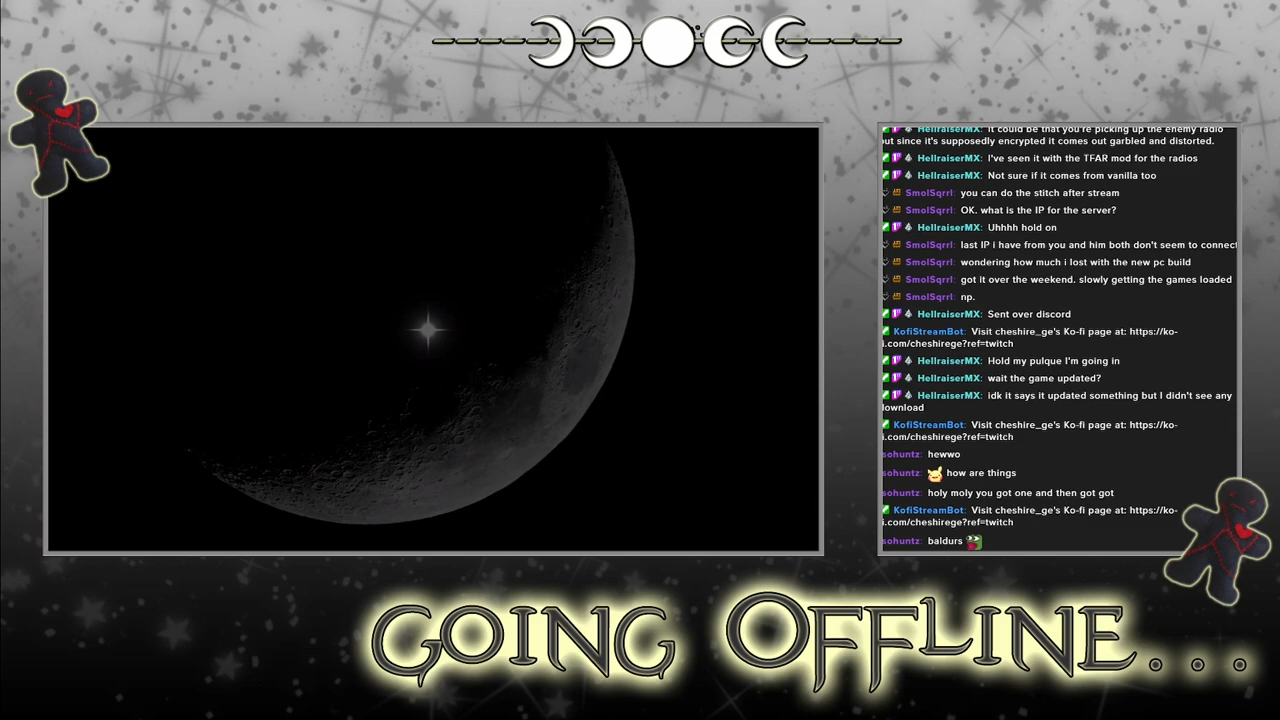 HellraiserMX: it could be that you're picking up the enemy radio
but since it's supposedly encrypted it comes out garbled and distorted.
HellraiserMX: I've seen it with the TFAR mod for the radios
HellraiserMX: Not sure if it comes from vanilla too
SmolSqrrl: you can do the stitch after stream
SmolSqrrl: OK. what is the IP for the server?
HellraiserMX: Uhhhh hold on
SmolSqrrl: last IP i have from you and him both don't seem to connect
SmolSqrrl: wondering how much i lost with the new pc build
SmolSqrrl: got it over the weekend. slowly getting the games loaded
SmolSqrrl: np.
HellraiserMX: Sent over discord
KofiStreamBot: Visit cheshire_ge's Ko-fi page at: https://ko-
i.com/cheshirege?ref=twitch
HellraiserMX: Hold my pulque I'm going in
HellraiserMX: wait the game updated?
HellraiserMX: idk it says it updated something but I didn't see any
download
KofiStreamBot: Visit cheshire_ge's Ko-fi page at: https://ko-
i.com/cheshirege?ref=twitch
sohuntz: hewwo
sohuntz: how are things
sohuntz: holy moly you got one and then got got
KofiStreamBot: Visit cheshire_ge's Ko-fi page at: https://ko-
i.com/cheshirege?ref=twitch
sohuntz: baldurs
Going Offline...